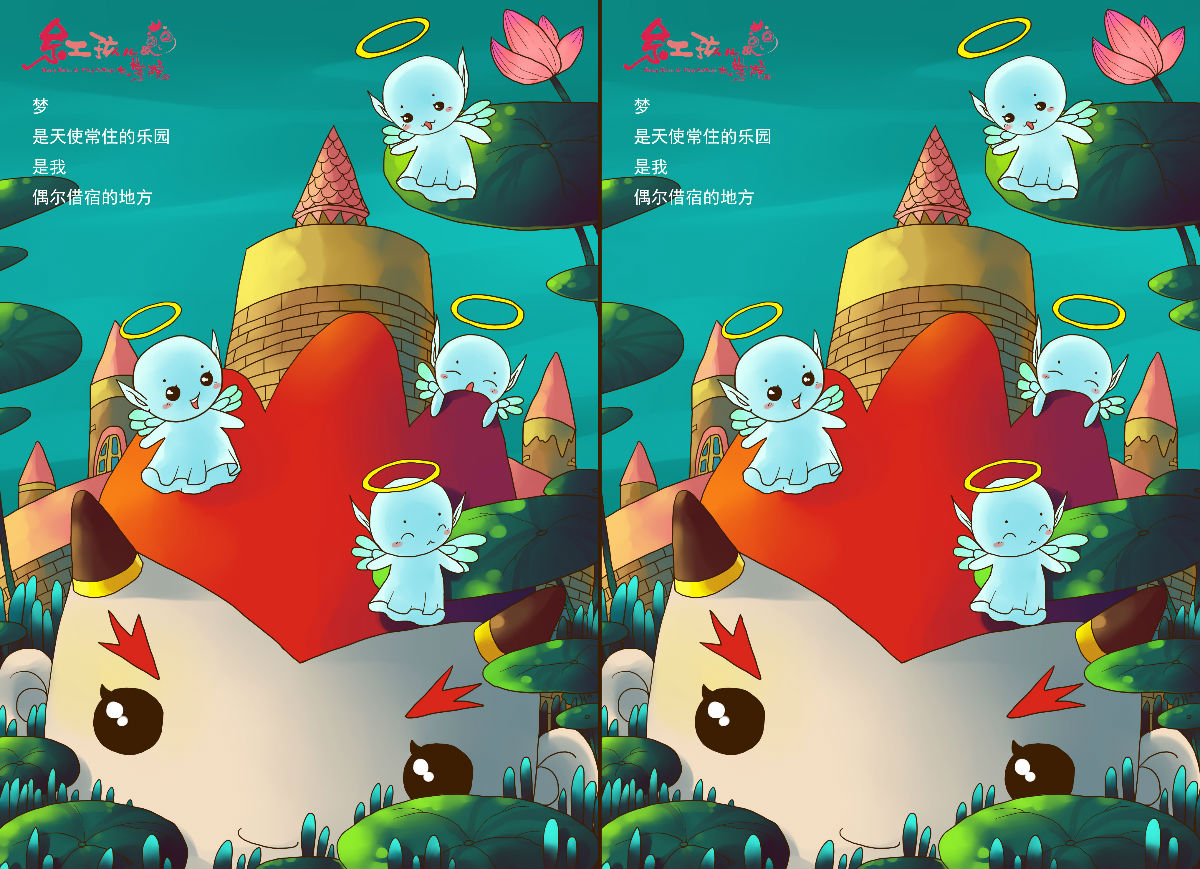 梦
是天使常住的乐园
是我
偶尔借宿的地方
梦
是天使常住的乐园
是我
偶尔借宿的地方